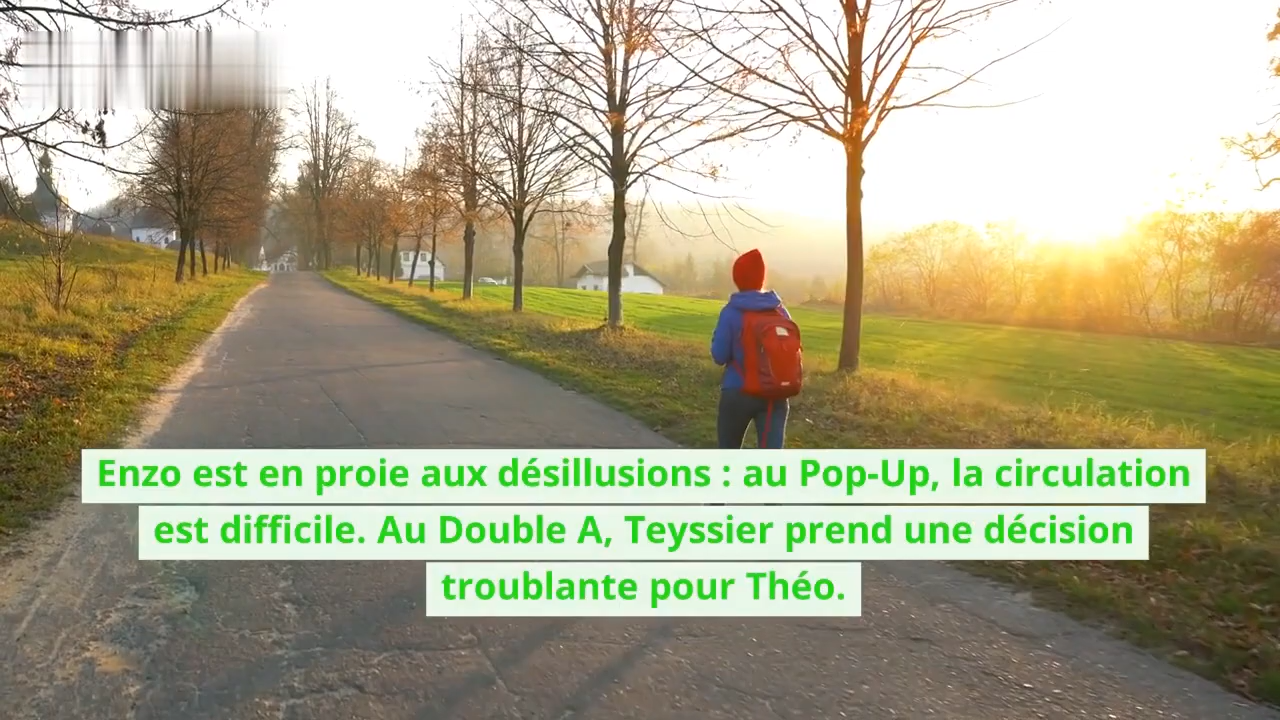 Enzo est en proie aux désillusions : au Pop-Up, la circulation
est difficile. Au Double A, Teyssier prend une décision
troublante pour Théo.